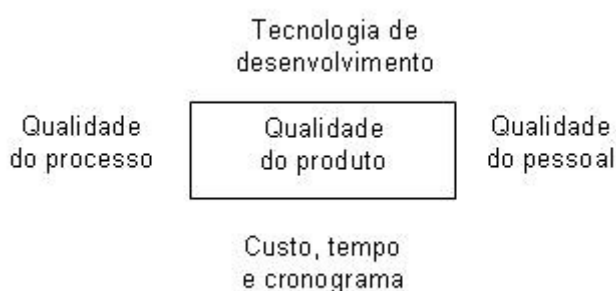 Tecnologia de
desenvolvimento
Qualidade
do processo
Qualidade
do produto
Qualidade
do pessoal
Custo, tempo
e cronograma